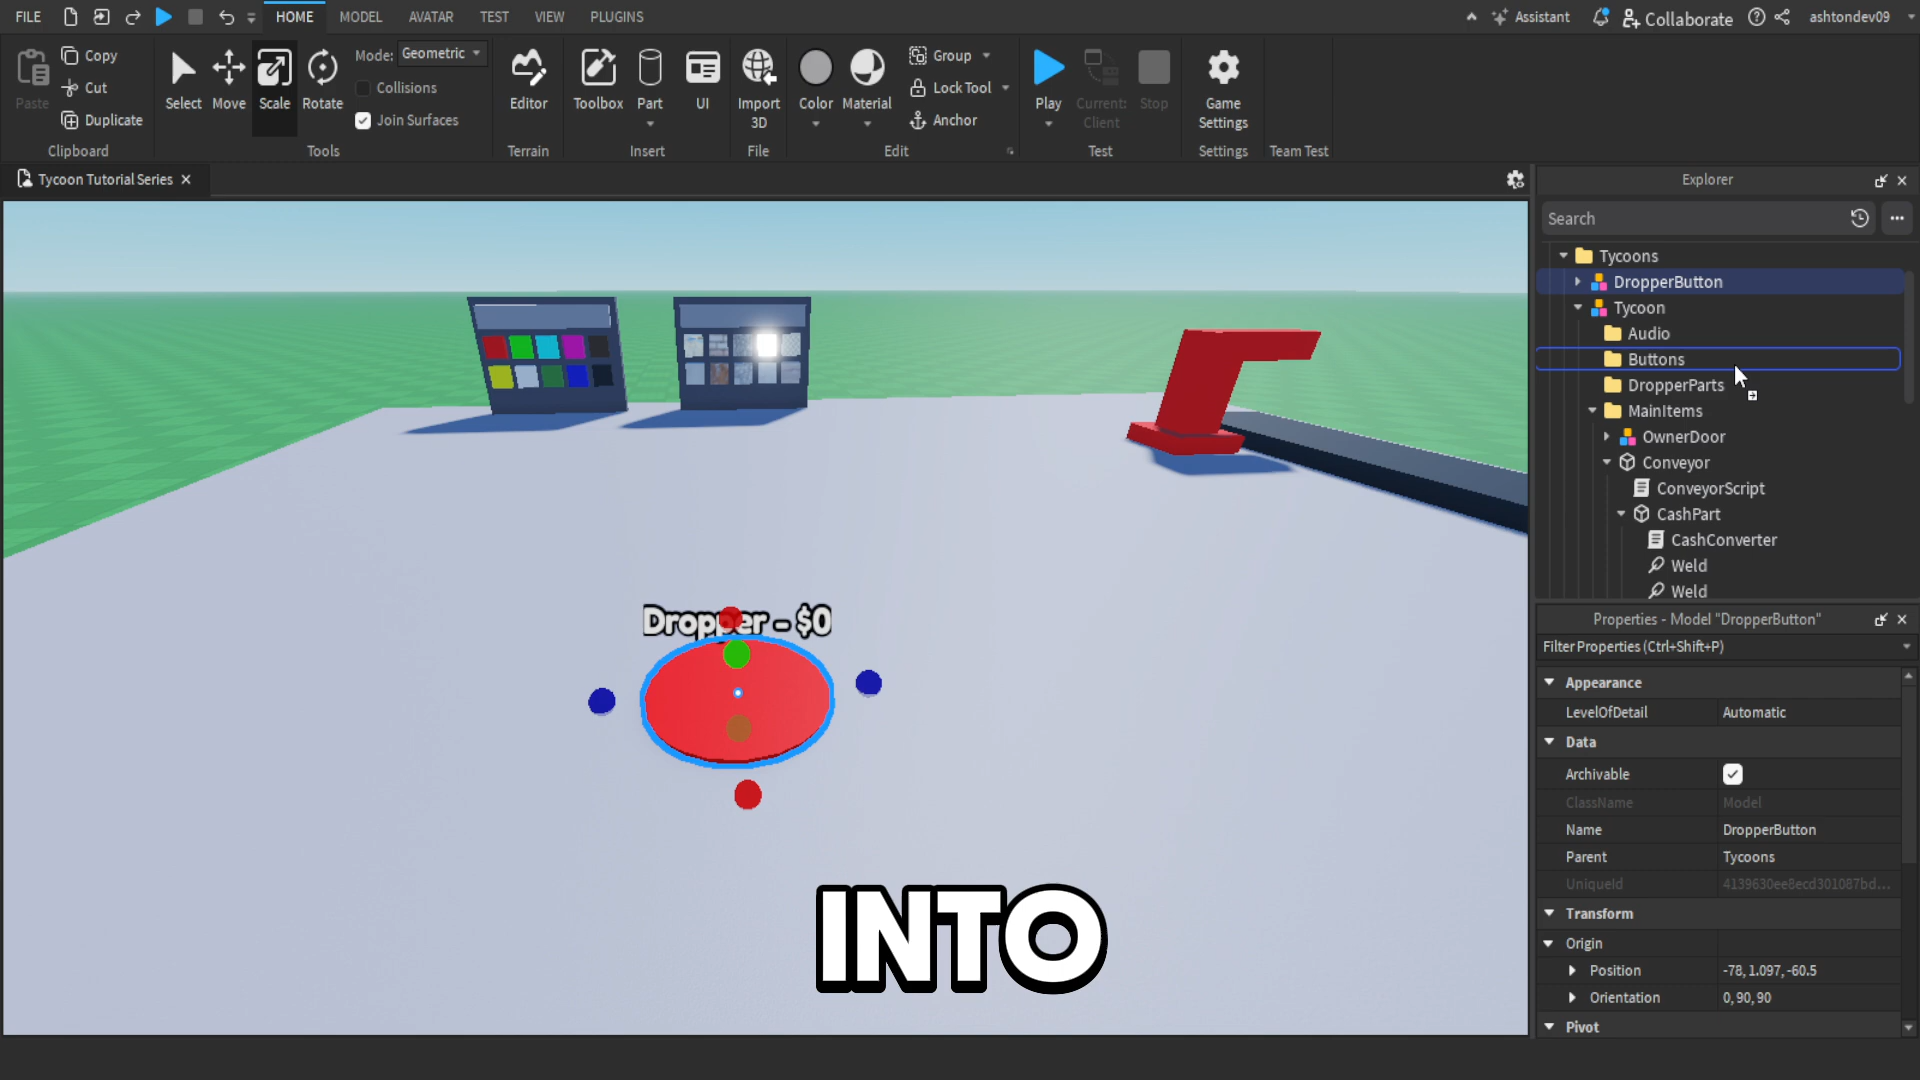 FILE
HOME
MODEL
AVATAR
TEST
VIEW
PLUGINS
Assistant
Collaborate
ashtondev09
Paste
Copy
Cut
Duplicate
Clipboard
Select
Move
Scale
Rotate
Mode: Geometric
Collisions
Join Surfaces
Tools
Editor
Terrain
Toolbox
Part
UI
Insert
Import
3D
File
Color
Material
Group
Lock Tool
Anchor
Edit
Play
Current:
Client
Stop
Test
Game
Settings
Settings
Team Test
Tycoon Tutorial Series
Dropper - $0
INTO
Explorer
Search
Tycoons
DropperButton
Tycoon
Audio
Buttons
DropperParts
MainItems
OwnerDoor
Conveyor
ConveyorScript
CashPart
CashConverter
Weld
Weld
Properties - Model "DropperButton"
Filter Properties (Ctrl+Shift+P)
Appearance
LevelOfDetail Automatic
Data
Archivable
ClassName Model
Name DropperButton
Parent Tycoons
UniqueId 4139630ee8ecd301087bd...
Transform
Origin
Position -78, 1.097, -60.5
Orientation 0, 90, 90
Pivot